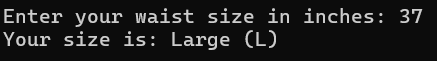 Enter your waist size in inches: 37
Your size is: Large (L)